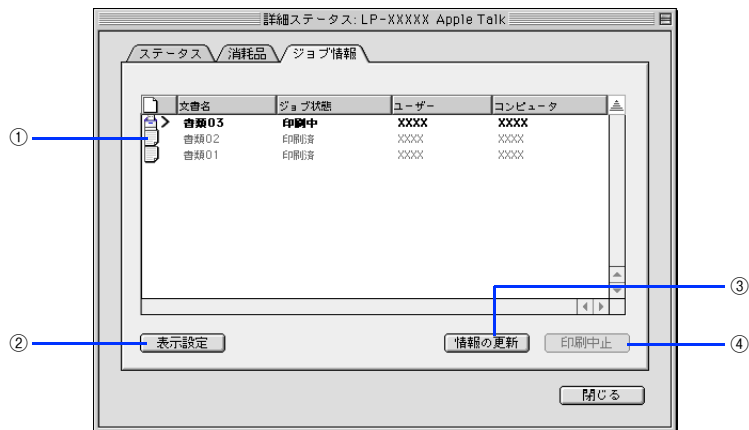 詳細ステータス: LP-XXXXX Apple Talk
ステータス 消耗品 ジョブ情報
文書名 ジョブ状態 ユーザー コンピュータ
書類03 印刷中 XXXX XXXX
① 書類02 印刷済 XXXX XXXX
書類01 印刷済 XXXX XXXX
③
② 表示設定 情報の更新 印刷中止 ④
閉じる